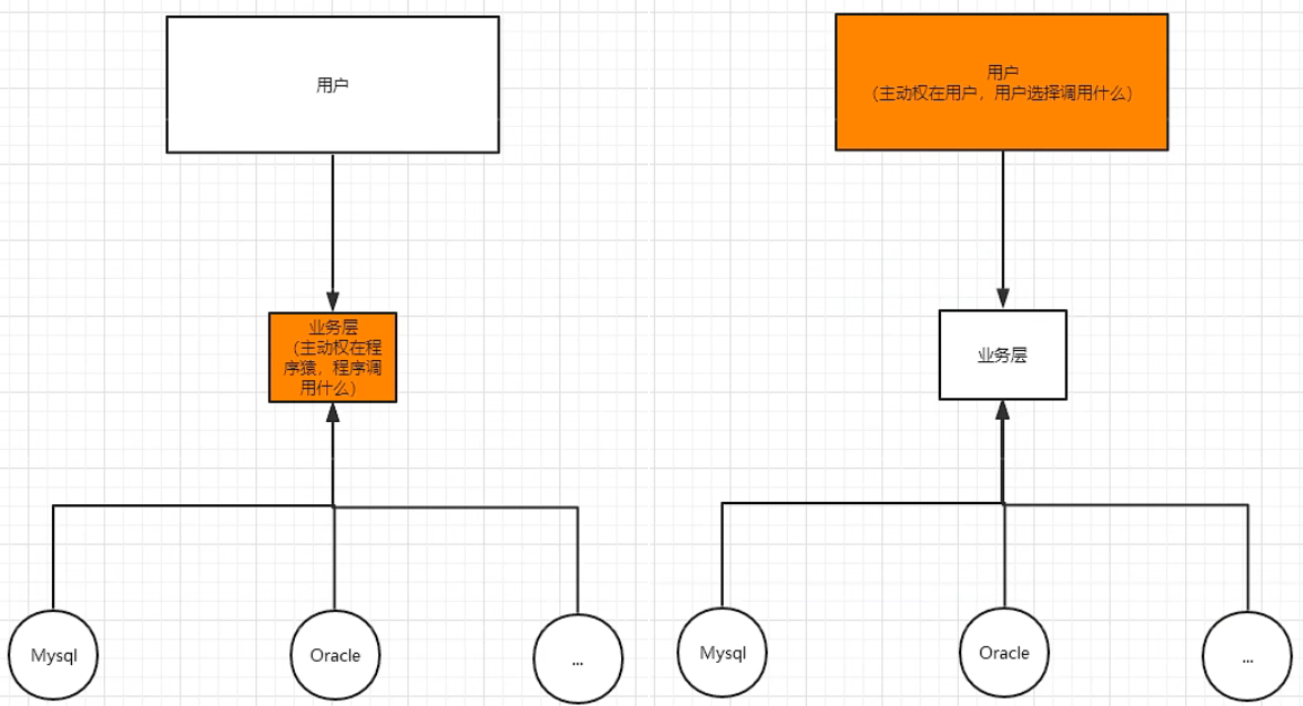 用户
业务层
（主动权在程
序猿，程序调
用什么）
Mysql
Oracle
...
用户
（主动权在用户，用户选择调用什么）
业务层
Mysql
Oracle
...